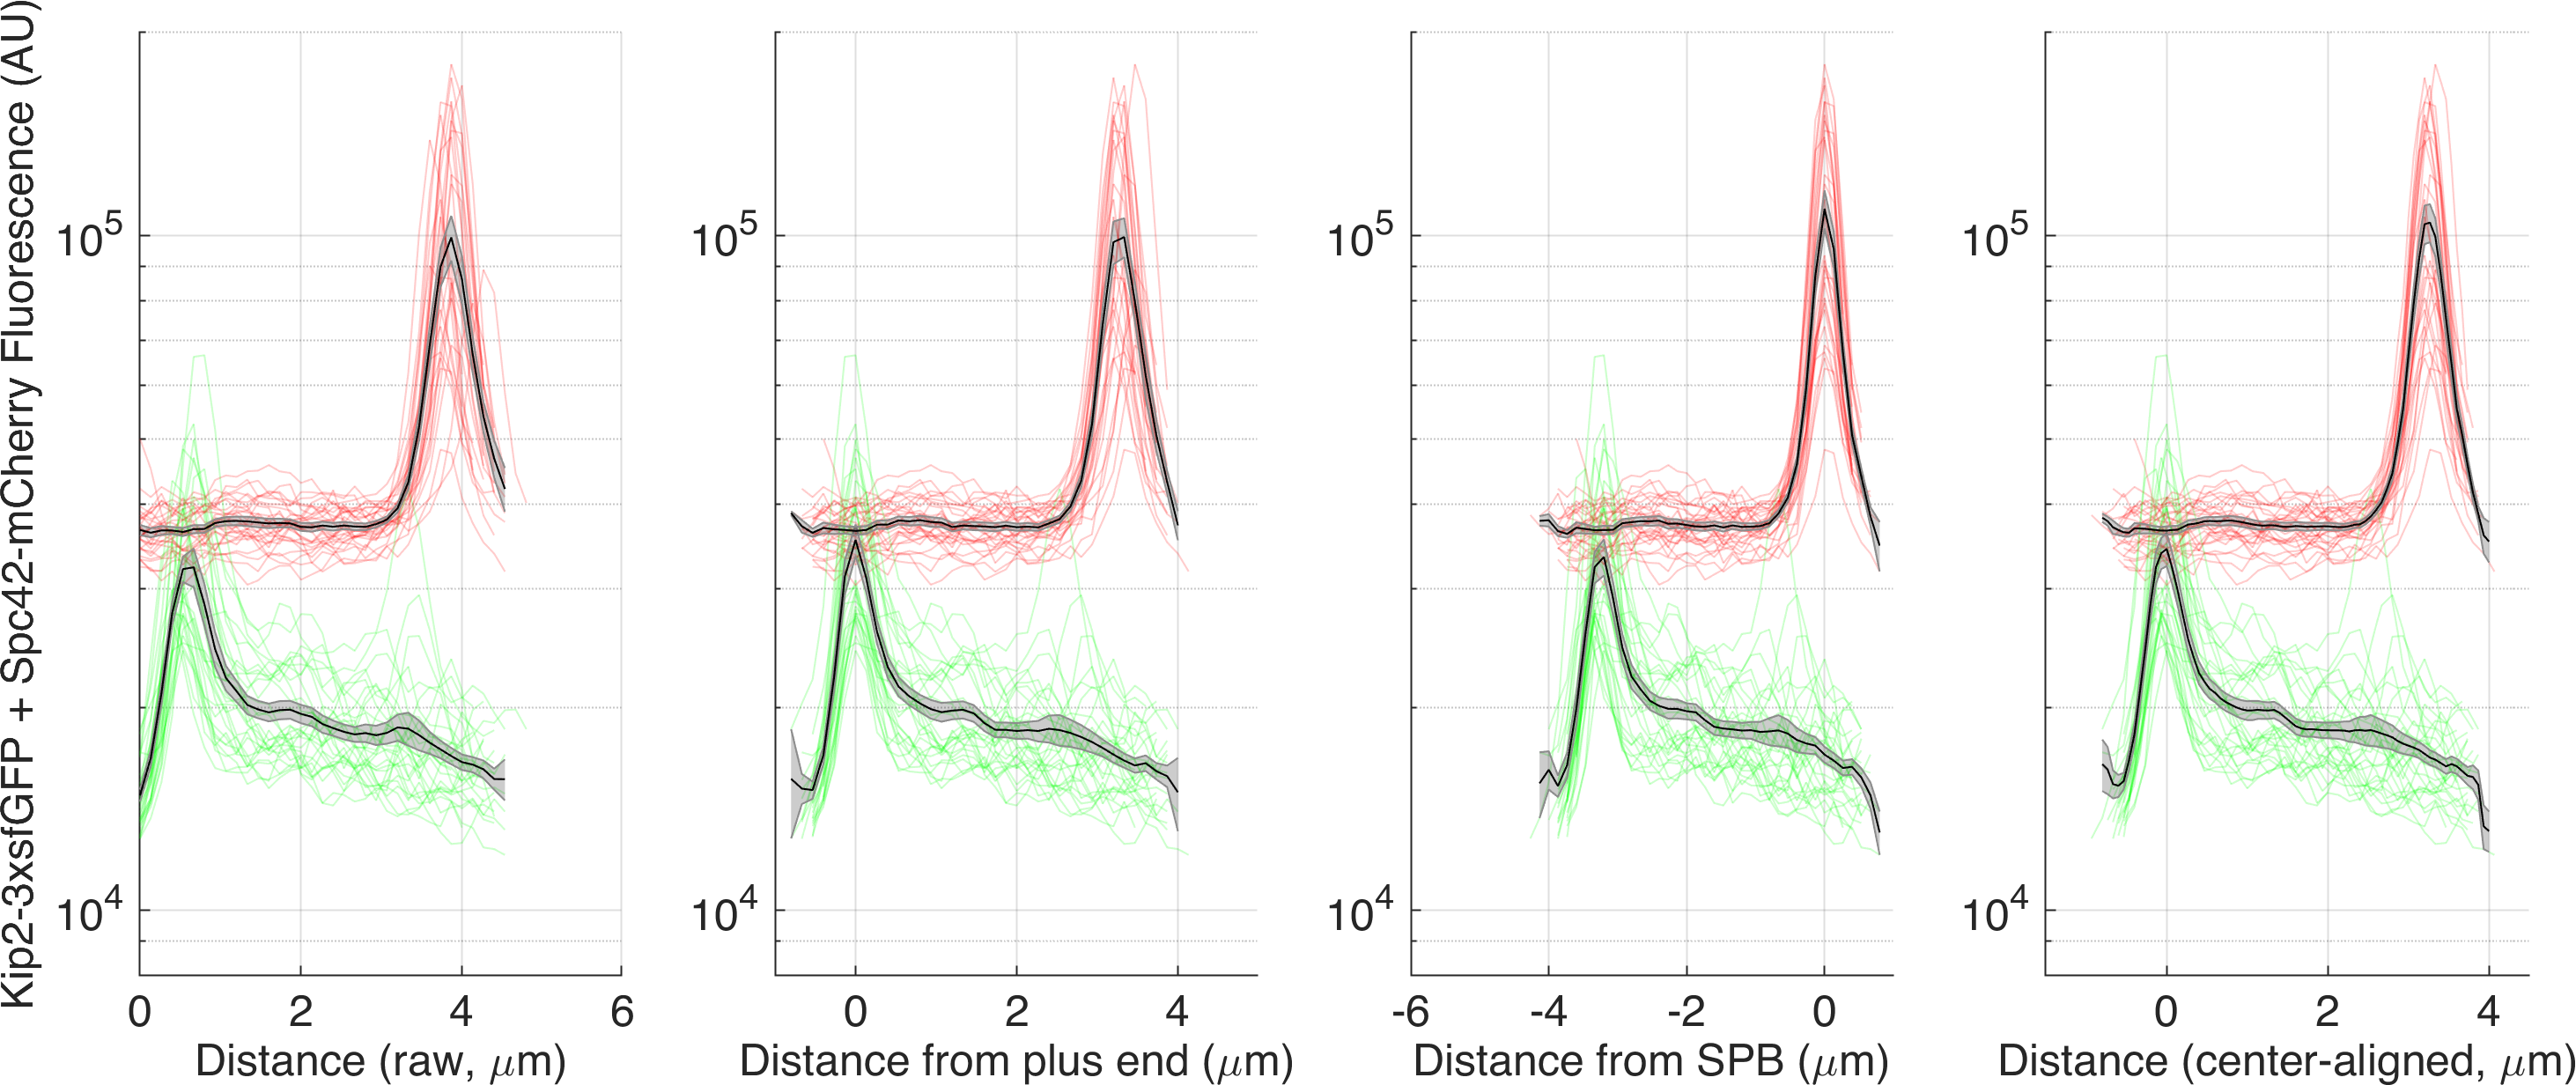 Kip2-3xsfGFP + Spc42-mCherry Fluorescence (AU)
10^5
10^4
0 2 4 6
Distance (raw, μm)
10^5
10^4
0 2 4
Distance from plus end (μm)
10^5
10^4
-6 -4 -2 0
Distance from SPB (μm)
10^5
10^4
0 2 4
Distance (center-aligned, μm)